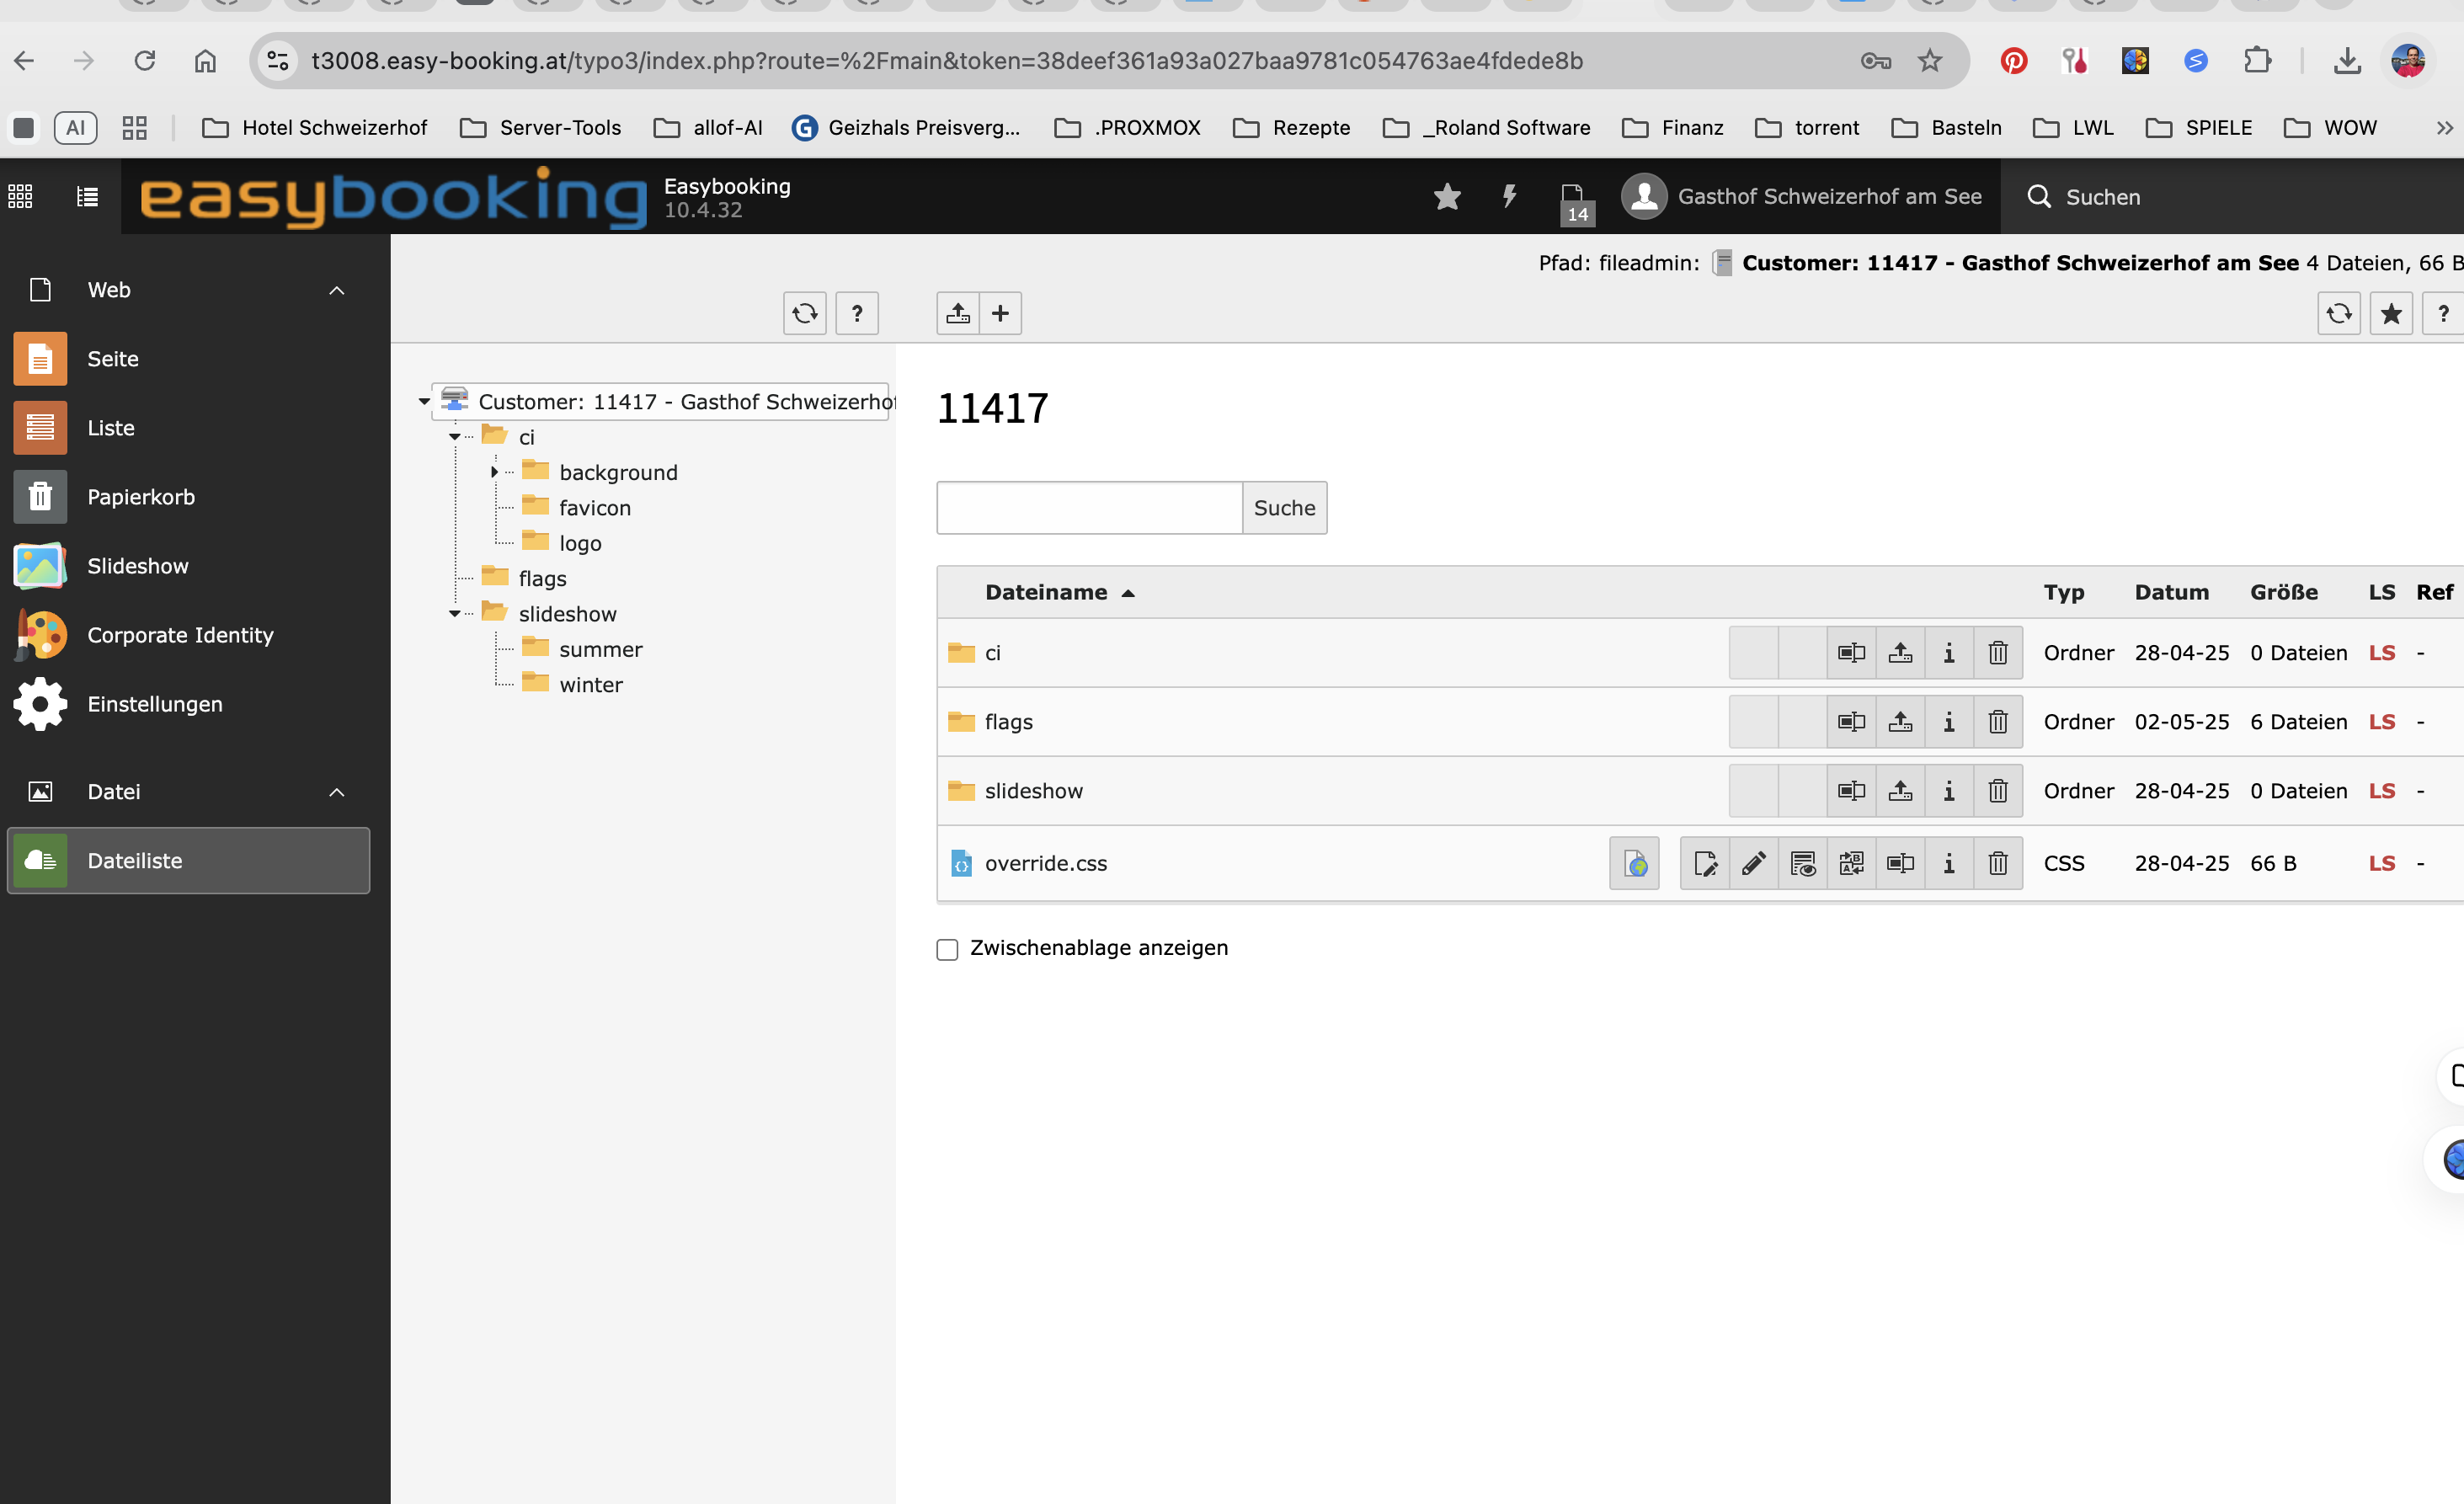 t3008.easy-booking.at/typo3/index.php?route=%2Fmain&token=38deef361a93a027baa9781c054763ae4fdede8b
AI Hotel Schweizerhof Server-Tools allof-AI Geizhals Preisverg... .PROXMOX Rezepte _Roland Software Finanz torrent Basteln LWL SPIELE WOW
easybooking
Easybooking
10.4.32
14
Gasthof Schweizerhof am See
Suchen
Web
Seite
Liste
Papierkorb
Slideshow
Corporate Identity
Einstellungen
Datei
Dateiliste
Pfad: fileadmin: Customer: 11417 - Gasthof Schweizerhof am See 4 Dateien, 66 B
?
?
Customer: 11417 - Gasthof Schweizerhof
ci
background
favicon
logo
flags
slideshow
summer
winter
11417
Suche
Dateiname Typ Datum Größe LS Ref
ci Ordner 28-04-25 0 Dateien LS -
flags Ordner 02-05-25 6 Dateien LS -
slideshow Ordner 28-04-25 0 Dateien LS -
override.css CSS 28-04-25 66 B LS -
Zwischenablage anzeigen